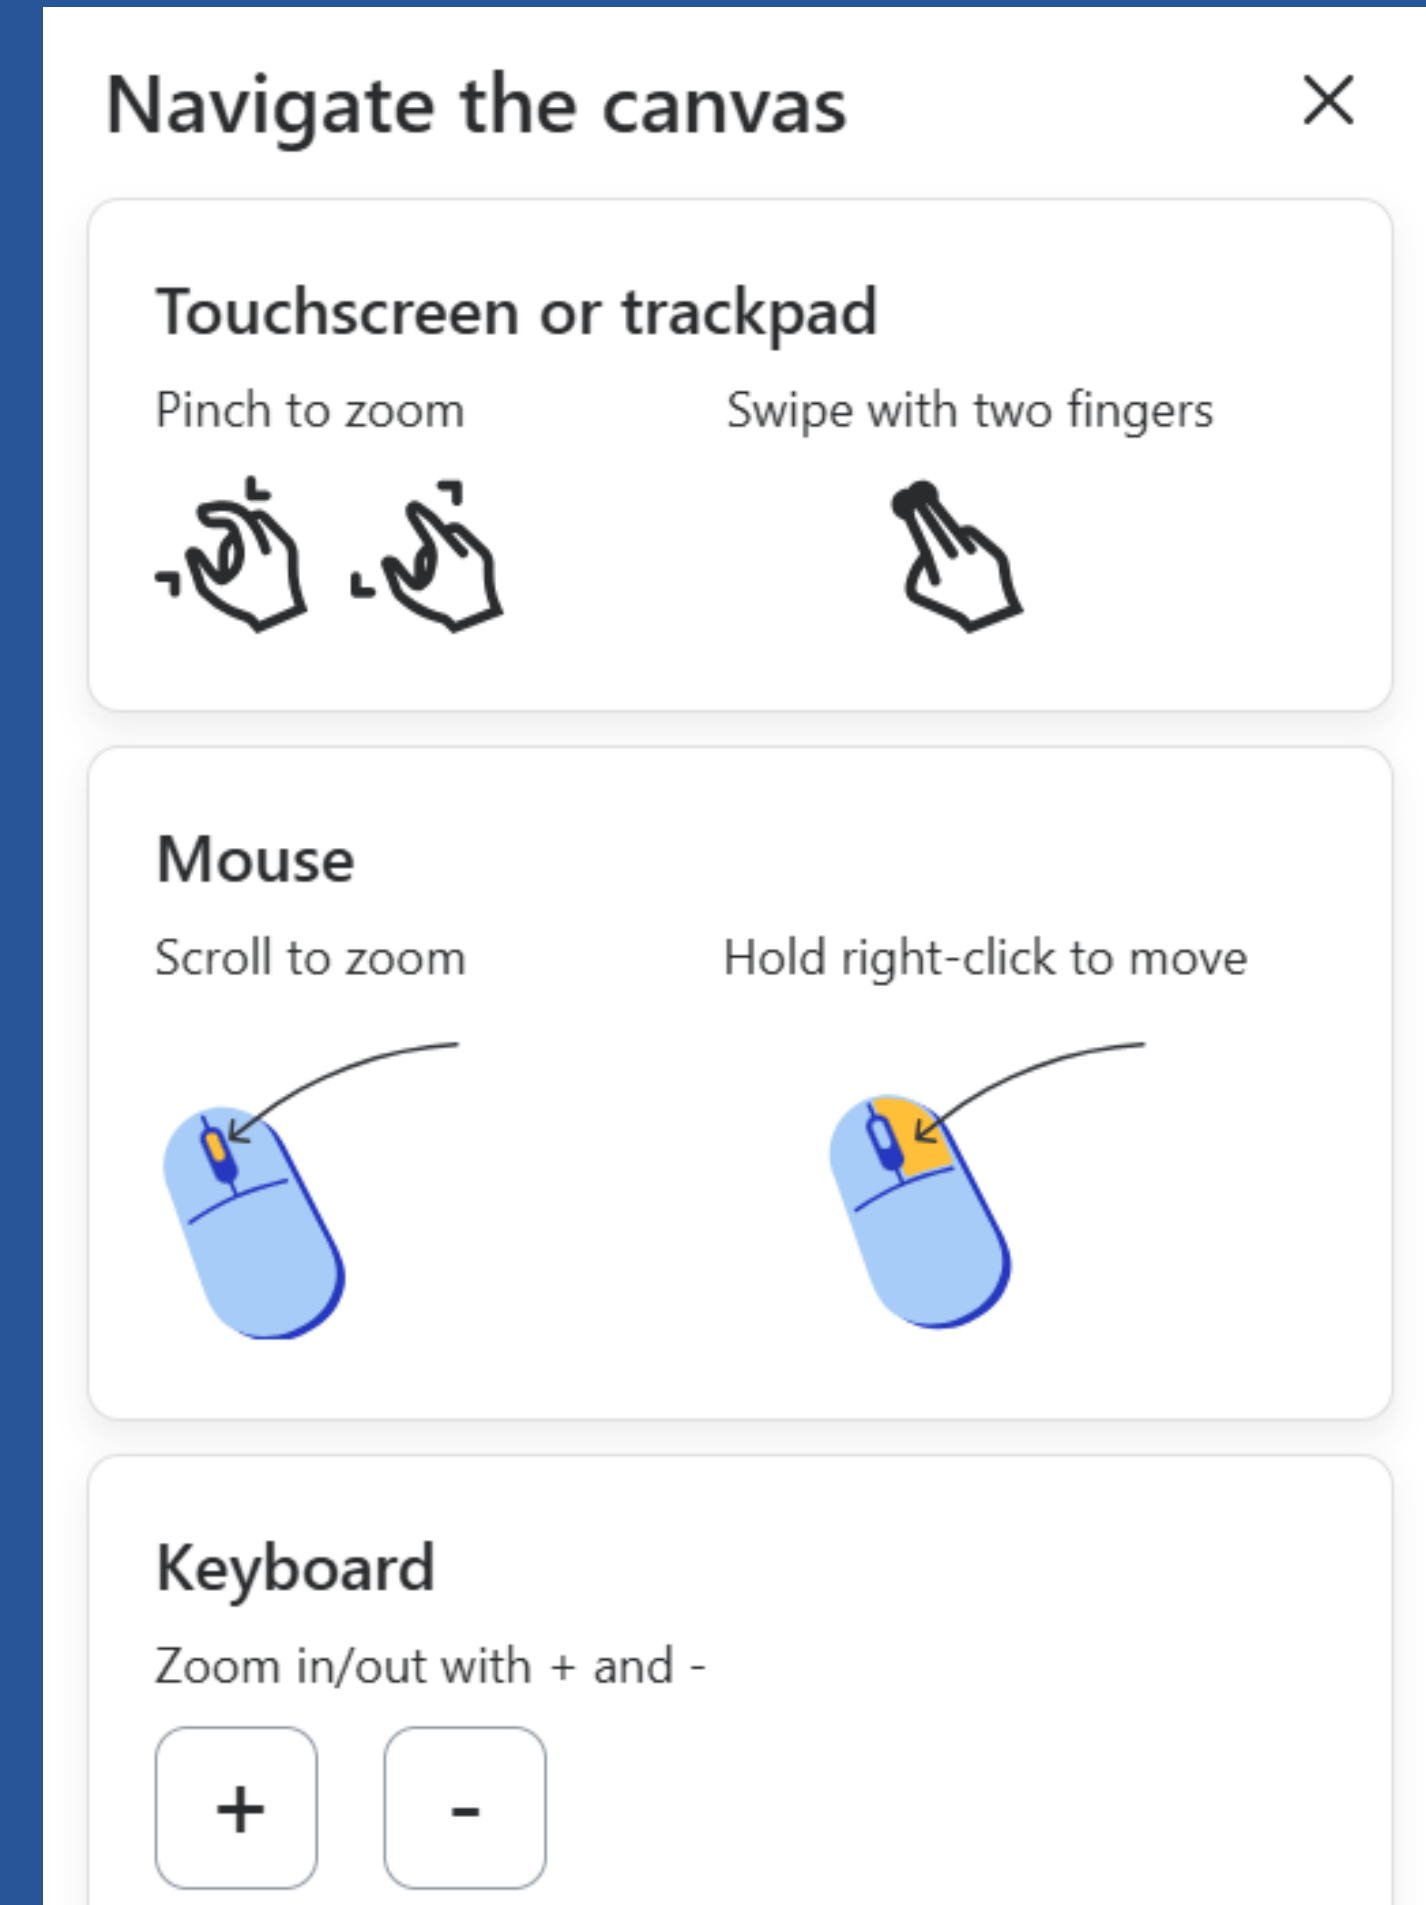 Navigate the canvas
Touchscreen or trackpad
Pinch to zoom
Swipe with two fingers
Mouse
Scroll to zoom
Hold right-click to move
Keyboard
Zoom in/out with + and -
+
-